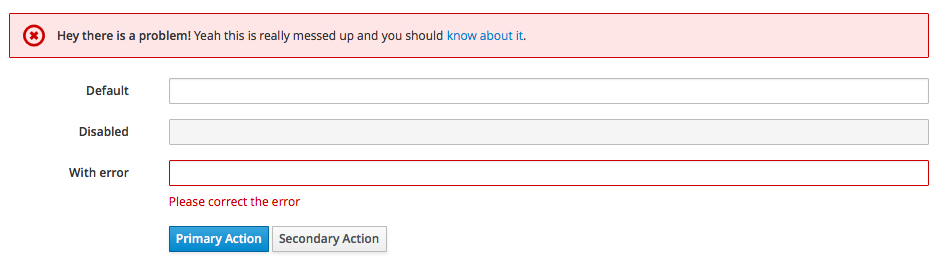 Hey there is a problem! Yeah this is really messed up and you should know about it.
Default
Disabled
With error
Please correct the error
Primary Action Secondary Action